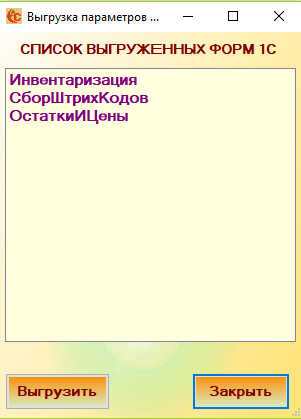 Выгрузка параметров ...
СПИСОК ВЫГРУЖЕННЫХ ФОРМ 1С
Инвентаризация
СборШтрихКодов
ОстаткиИЦены
Выгрузить
Закрыть